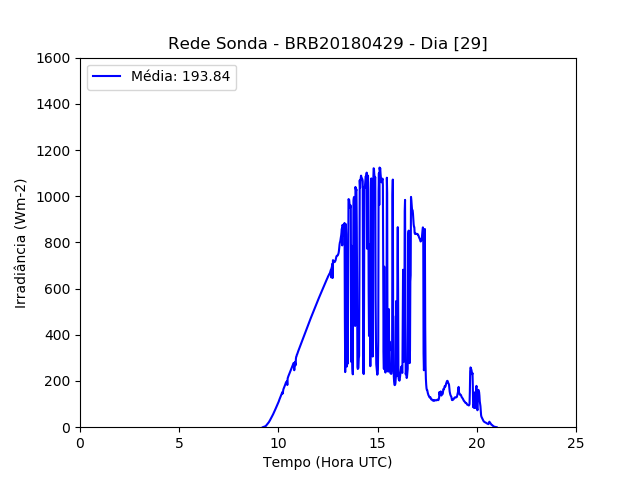 Rede Sonda - BRB20180429 - Dia [29]
Média: 193.84
1600
1400
1200
1000
800
600
400
200
0
Irradiância (Wm-2)
0 5 10 15 20 25
Tempo (Hora UTC)